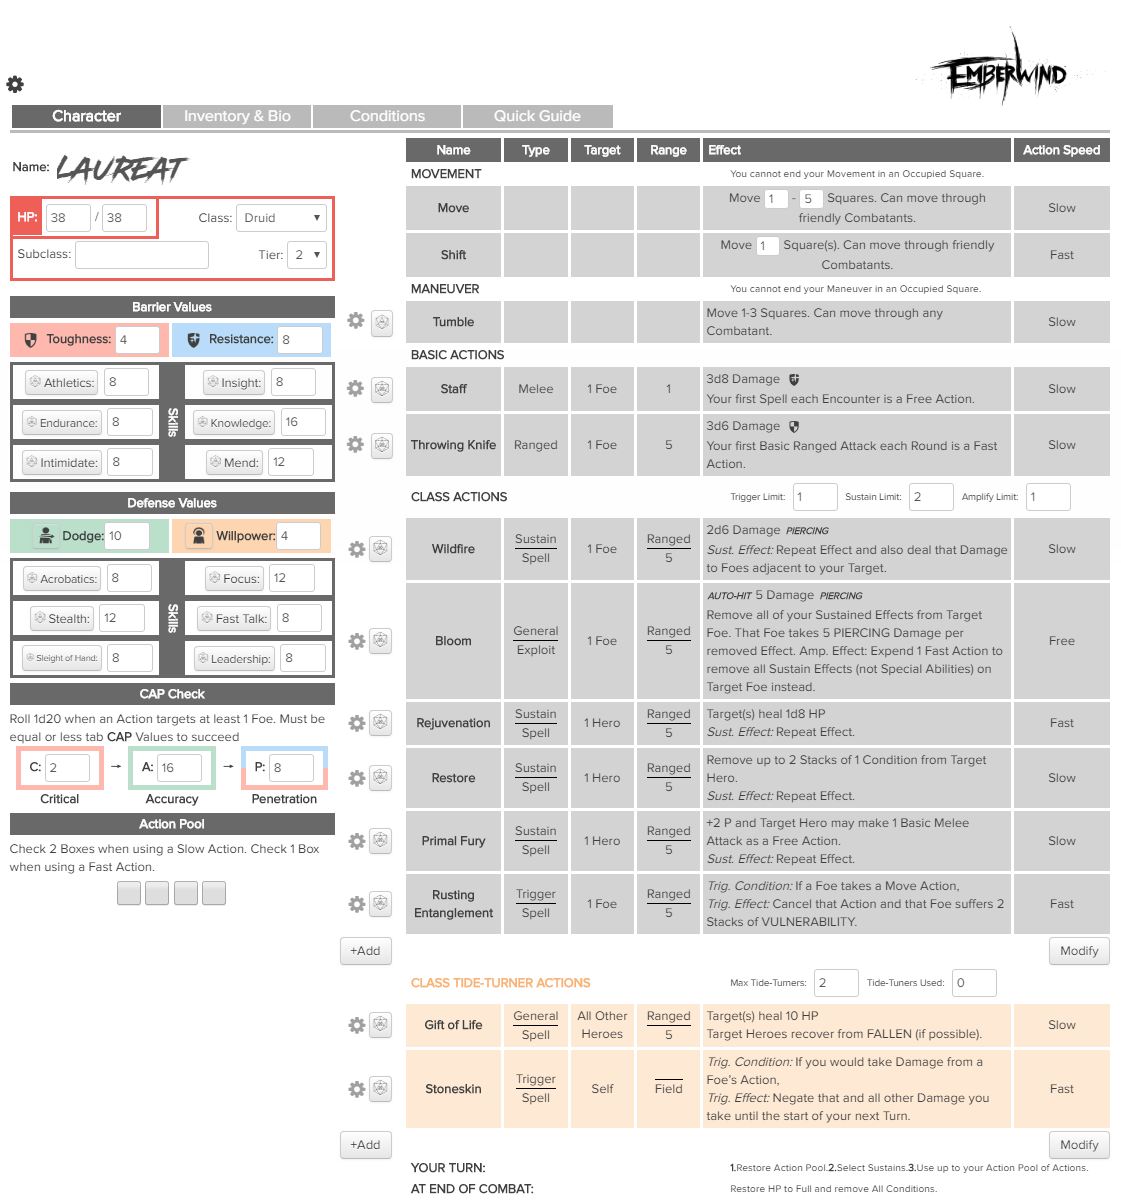 EMBERWIND
Character
Inventory & Bio
Conditions
Quick Guide
Name: LAUREAT
HP: 38 / 38
Class: Druid
Subclass:
Tier: 2
Barrier Values
Toughness: 4
Resistance: 8
Skills
Athletics: 8
Insight: 8
Endurance: 8
Knowledge: 16
Intimidate: 8
Mend: 12
Defense Values
Dodge: 10
Willpower: 4
Skills
Acrobatics: 8
Focus: 12
Stealth: 12
Fast Talk: 8
Sleight of Hand: 8
Leadership: 8
CAP Check
Roll 1d20 when an Action targets at least 1 Foe. Must be
equal or less tab CAP Values to succeed
C: 2 → A: 16 → P: 8
Critical Accuracy Penetration
Action Pool
Check 2 Boxes when using a Slow Action. Check 1 Box
when using a Fast Action.
Name Type Target Range Effect Action Speed
MOVEMENT You cannot end your Movement in an Occupied Square.
Move
Move 1 - 5 Squares. Can move through
friendly Combatants.
Slow
Shift
Move 1 Square(s). Can move through friendly
Combatants.
Fast
MANEUVER You cannot end your Maneuver in an Occupied Square.
Tumble
Move 1-3 Squares. Can move through any
Combatant.
Slow
BASIC ACTIONS
Staff Melee 1 Foe 1
3d8 Damage
Your first Spell each Encounter is a Free Action.
Slow
Throwing Knife Ranged 1 Foe 5
3d6 Damage
Your first Basic Ranged Attack each Round is a Fast
Action.
Slow
CLASS ACTIONS Trigger Limit: 1 Sustain Limit: 2 Amplify Limit: 1
Wildfire
Sustain
Spell
1 Foe
Ranged
5
2d6 Damage PIERCING
Sust. Effect: Repeat Effect and also deal that Damage
to Foes adjacent to your Target.
Slow
Bloom
General
Exploit
1 Foe
Ranged
5
AUTO-HIT 5 Damage PIERCING
Remove all of your Sustained Effects from Target
Foe. That Foe takes 5 PIERCING Damage per
removed Effect. Amp. Effect: Expend 1 Fast Action to
remove all Sustain Effects (not Special Abilities) on
Target Foe instead.
Free
Rejuvenation
Sustain
Spell
1 Hero
Ranged
5
Target(s) heal 1d8 HP
Sust. Effect: Repeat Effect.
Fast
Restore
Sustain
Spell
1 Hero
Ranged
5
Remove up to 2 Stacks of 1 Condition from Target
Hero.
Sust. Effect: Repeat Effect.
Slow
Primal Fury
Sustain
Spell
1 Hero
Ranged
5
+2 P and Target Hero may make 1 Basic Melee
Attack as a Free Action.
Sust. Effect: Repeat Effect.
Slow
Rusting
Entanglement
Trigger
Spell
1 Foe
Ranged
5
Trig. Condition: If a Foe takes a Move Action,
Trig. Effect: Cancel that Action and that Foe suffers 2
Stacks of VULNERABILITY.
Fast
+Add
Modify
CLASS TIDE-TURNER ACTIONS Max Tide-Turners: 2 Tide-Tuners Used: 0
Gift of Life
General
Spell
All Other
Heroes
Ranged
5
Target(s) heal 10 HP
Target Heroes recover from FALLEN (if possible).
Slow
Stoneskin
Trigger
Spell
Self
Field
Trig. Condition: If you would take Damage from a
Foe's Action,
Trig. Effect: Negate that and all other Damage you
take until the start of your next Turn.
Fast
+Add
Modify
YOUR TURN: 1.Restore Action Pool.2.Select Sustains.3.Use up to your Action Pool of Actions.
AT END OF COMBAT: Restore HP to Full and remove All Conditions.